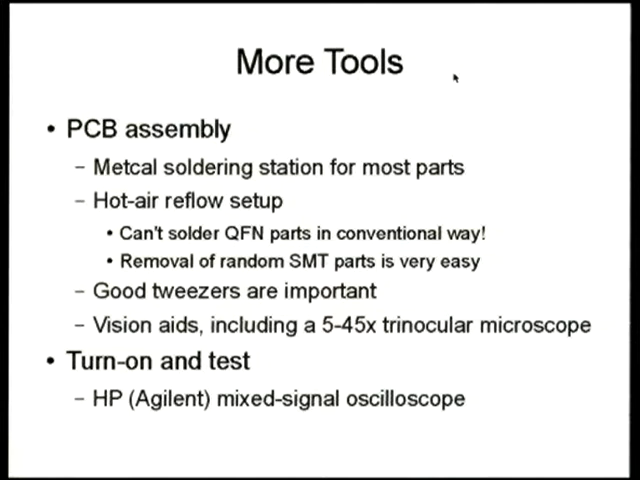 More Tools
• PCB assembly
– Metcal soldering station for most parts
– Hot-air reflow setup
• Can't solder QFN parts in conventional way!
• Removal of random SMT parts is very easy
– Good tweezers are important
– Vision aids, including a 5-45x trinocular microscope
• Turn-on and test
– HP (Agilent) mixed-signal oscilloscope